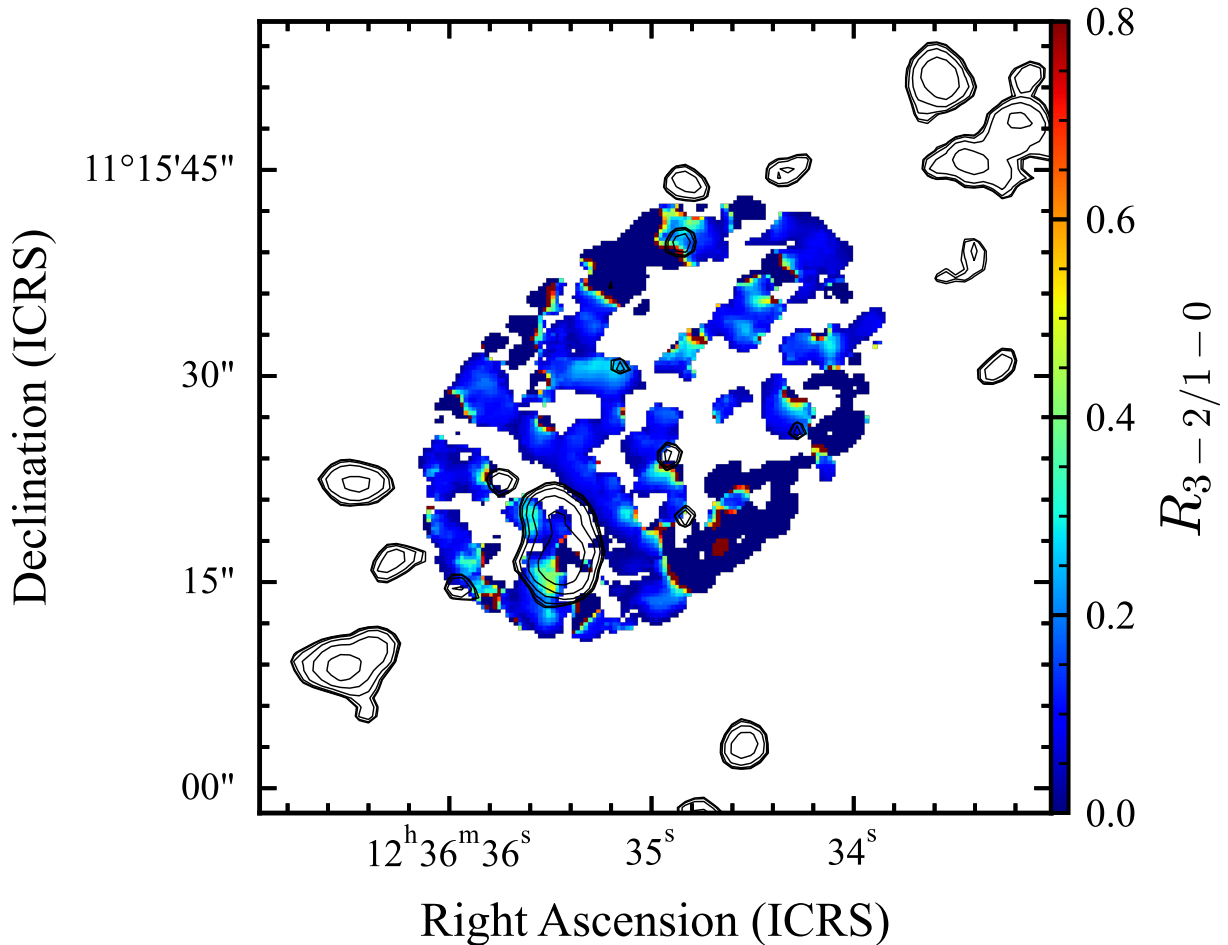 0.8
11°15'45"
0.6
Declination (ICRS)
30"
0.4
R3−2/1−0
15"
0.2
00"
0.0
12h36m36s
35s
34s
Right Ascension (ICRS)